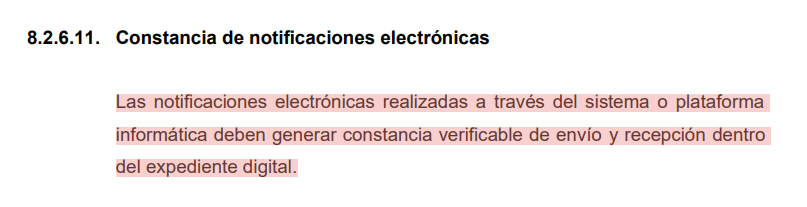 8.2.6.11. Constancia de notificaciones electrónicas
Las notificaciones electrónicas realizadas a través del sistema o plataforma
informática deben generar constancia verificable de envío y recepción dentro
del expediente digital.